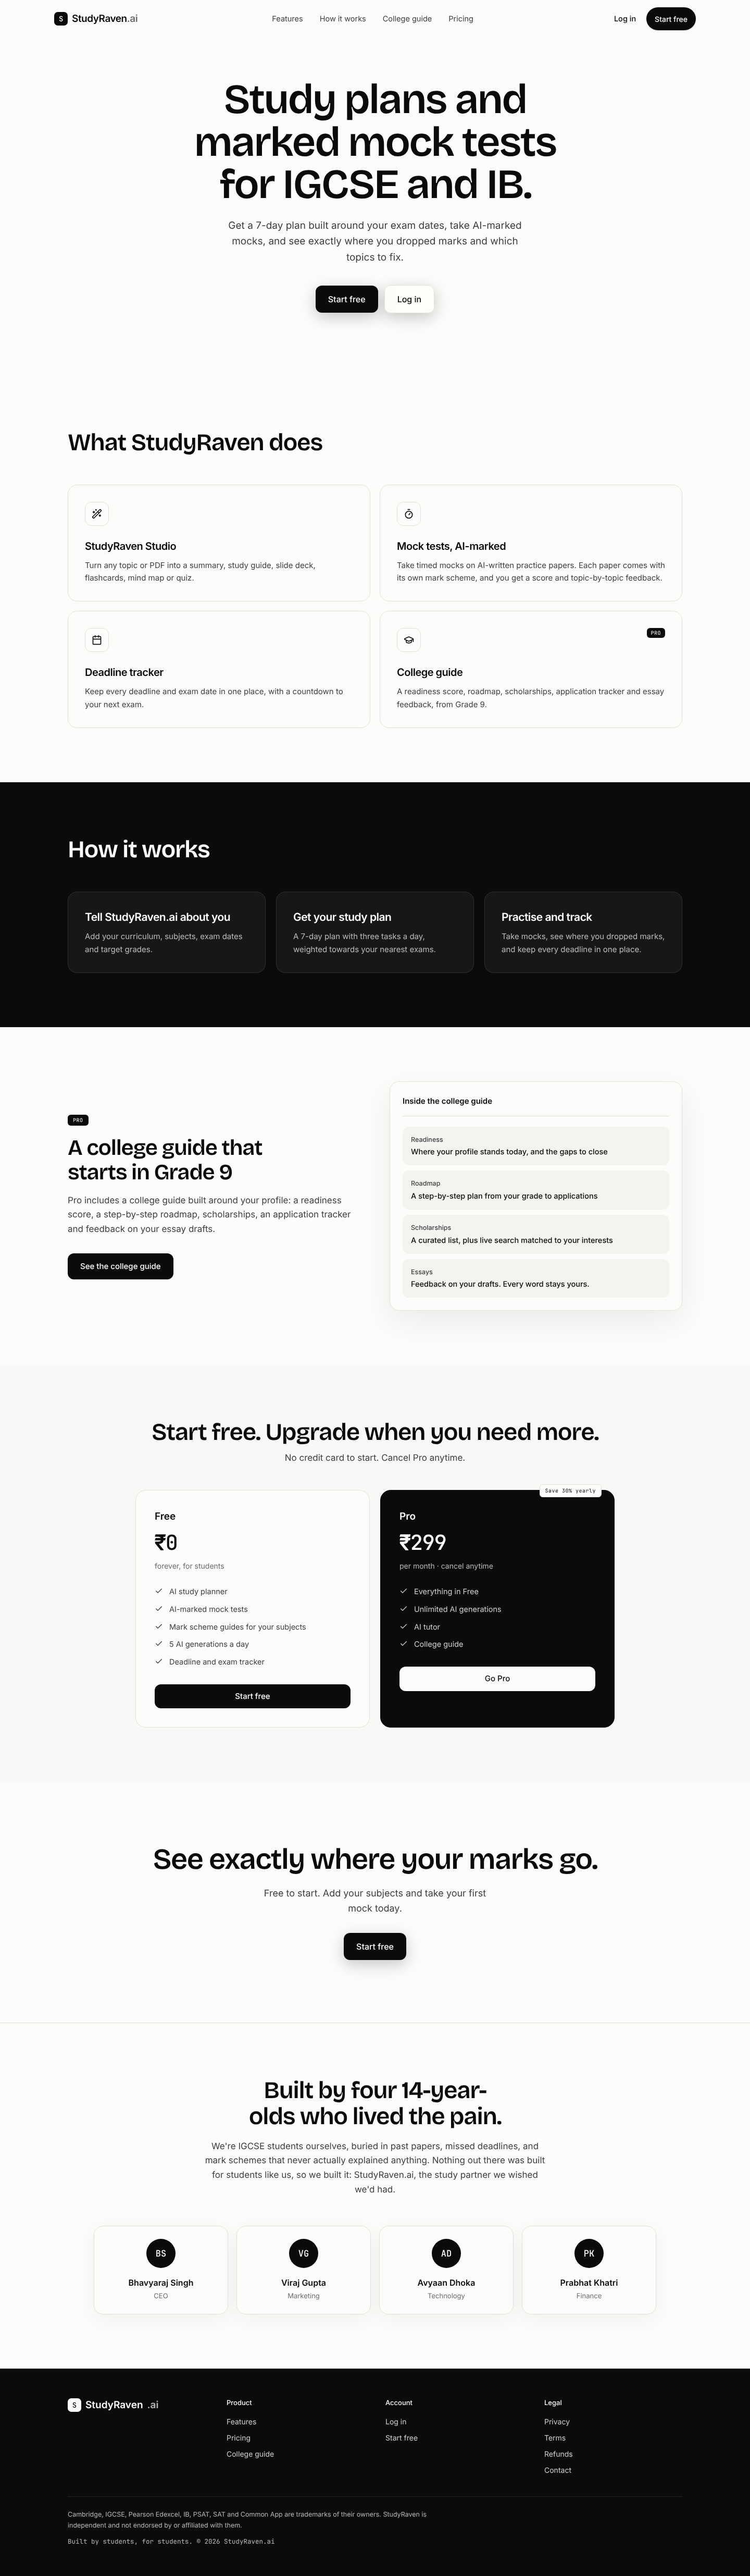 S StudyRaven.ai
Features How it works College guide Pricing
Log in Start free
Study plans and
marked mock tests
for IGCSE and IB.
Get a 7-day plan built around your exam dates, take AI-marked
mocks, and see exactly where you dropped marks and which
topics to fix.
Start free Log in
What StudyRaven does
StudyRaven Studio
Turn any topic or PDF into a summary, study guide, slide deck,
flashcards, mind map or quiz.
Mock tests, AI-marked
Take timed mocks on AI-written practice papers. Each paper comes with
its own mark scheme, and you get a score and topic-by-topic feedback.
Deadline tracker
Keep every deadline and exam date in one place, with a countdown to
your next exam.
PRO
College guide
A readiness score, roadmap, scholarships, application tracker and essay
feedback, from Grade 9.
How it works
Tell StudyRaven.ai about you
Add your curriculum, subjects, exam dates
and target grades.
Get your study plan
A 7-day plan with three tasks a day,
weighted towards your nearest exams.
Practise and track
Take mocks, see where you dropped marks,
and keep every deadline in one place.
PRO
A college guide that
starts in Grade 9
Pro includes a college guide built around your profile: a readiness
score, a step-by-step roadmap, scholarships, an application tracker
and feedback on your essay drafts.
See the college guide
Inside the college guide
Readiness
Where your profile stands today, and the gaps to close
Roadmap
A step-by-step plan from your grade to applications
Scholarships
A curated list, plus live search matched to your interests
Essays
Feedback on your drafts. Every word stays yours.
Start free. Upgrade when you need more.
No credit card to start. Cancel Pro anytime.
Free
₹0
forever, for students
AI study planner
AI-marked mock tests
Mark scheme guides for your subjects
5 AI generations a day
Deadline and exam tracker
Start free
Save 30% yearly
Pro
₹299
per month · cancel anytime
Everything in Free
Unlimited AI generations
AI tutor
College guide
Go Pro
See exactly where your marks go.
Free to start. Add your subjects and take your first
mock today.
Start free
Built by four 14-year-
olds who lived the pain.
We're IGCSE students ourselves, buried in past papers, missed deadlines, and
mark schemes that never actually explained anything. Nothing out there was built
for students like us, so we built it: StudyRaven.ai, the study partner we wished
we'd had.
BS
Bhavyaraj Singh
CEO
VG
Viraj Gupta
Marketing
AD
Avyaan Dhoka
Technology
PK
Prabhat Khatri
Finance
S StudyRaven .ai
Product
Features
Pricing
College guide
Account
Log in
Start free
Legal
Privacy
Terms
Refunds
Contact
Cambridge, IGCSE, Pearson Edexcel, IB, PSAT, SAT and Common App are trademarks of their owners. StudyRaven is
independent and not endorsed by or affiliated with them.
Built by students, for students. © 2026 StudyRaven.ai